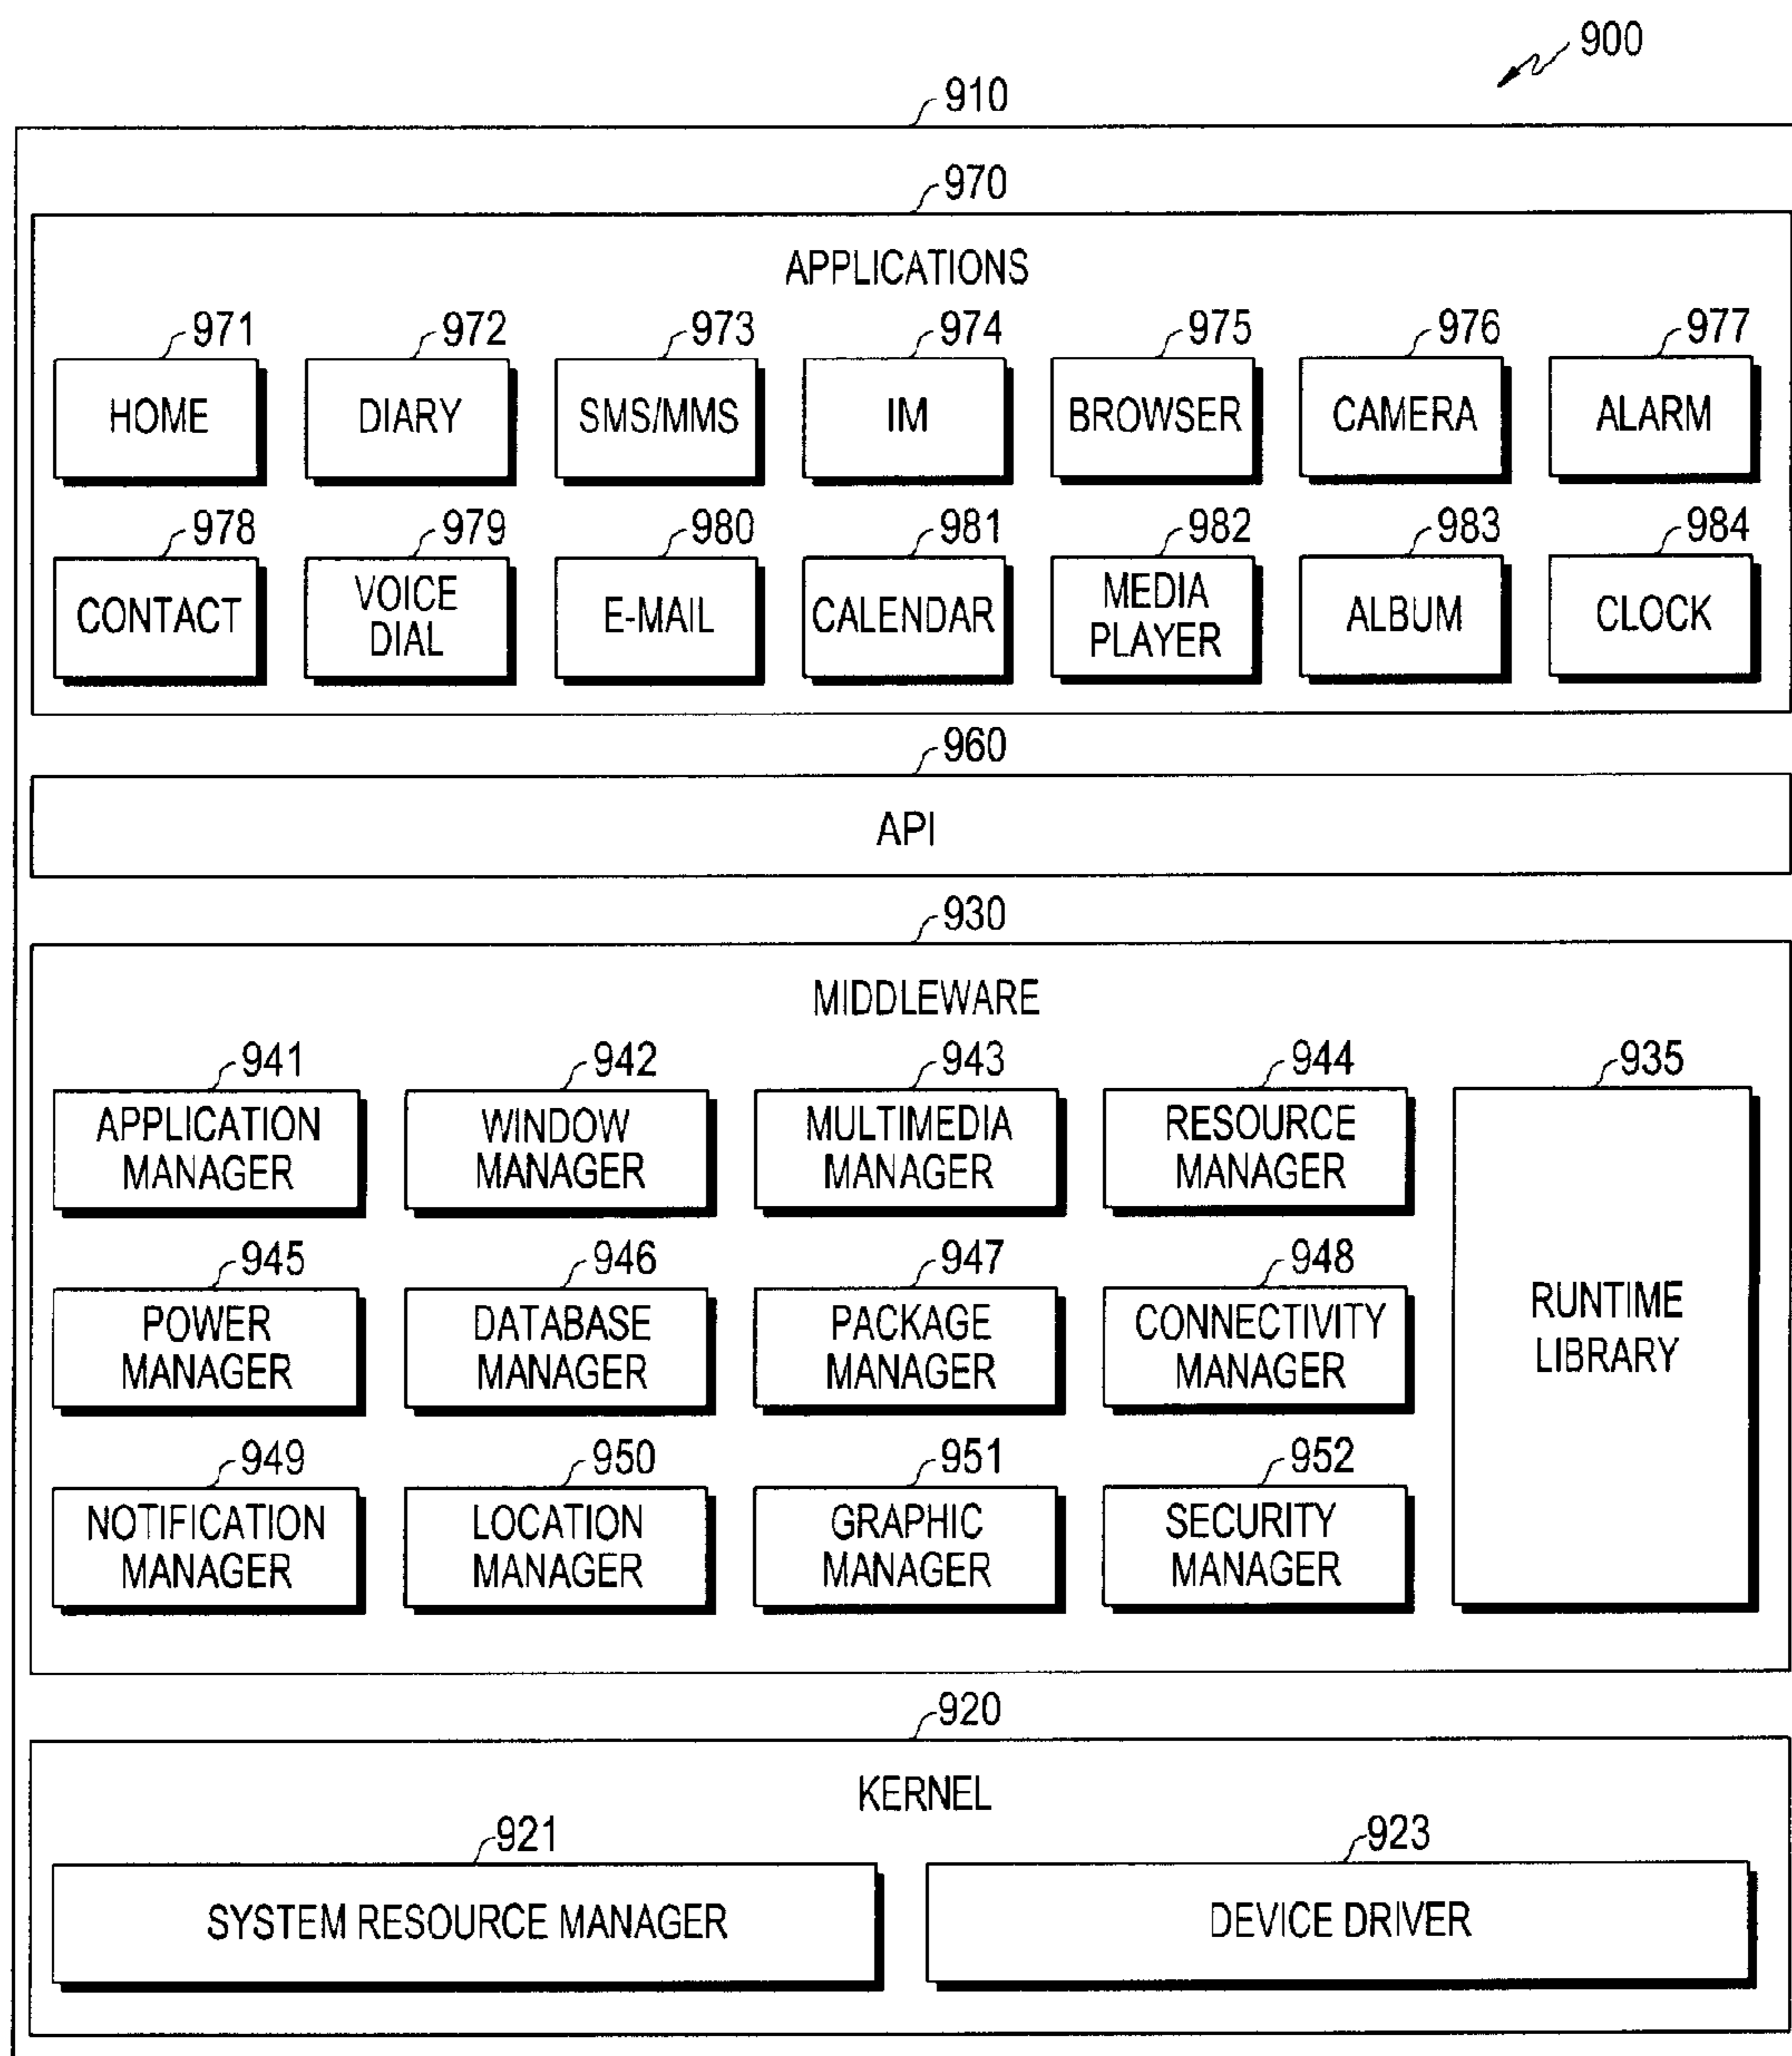 900
910
970
APPLICATIONS
971 972 973 974 975 976 977
HOME DIARY SMS/MMS IM BROWSER CAMERA ALARM
978 979 980 981 982 983 984
CONTACT VOICE DIAL E-MAIL CALENDAR MEDIA PLAYER ALBUM CLOCK
960
API
930
MIDDLEWARE
941 942 943 944 935
APPLICATION MANAGER WINDOW MANAGER MULTIMEDIA MANAGER RESOURCE MANAGER
945 946 947 948
POWER MANAGER DATABASE MANAGER PACKAGE MANAGER CONNECTIVITY MANAGER RUNTIME LIBRARY
949 950 951 952
NOTIFICATION MANAGER LOCATION MANAGER GRAPHIC MANAGER SECURITY MANAGER
920
KERNEL
921 923
SYSTEM RESOURCE MANAGER DEVICE DRIVER